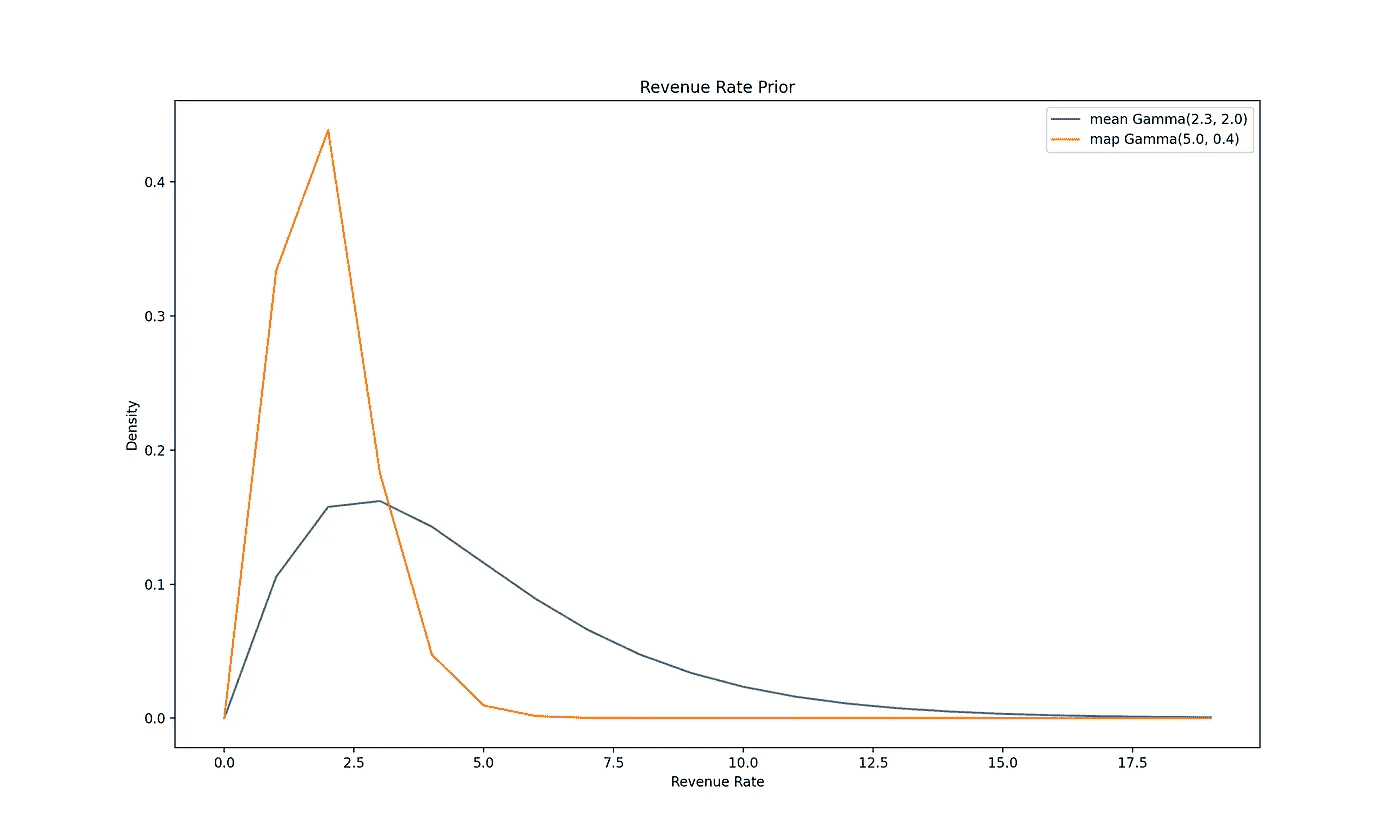 Revenue Rate Prior
mean Gamma(2.3, 2.0)
map Gamma(5.0, 0.4)
Density
0.4
0.3
0.2
0.1
0.0
0.0 2.5 5.0 7.5 10.0 12.5 15.0 17.5
Revenue Rate